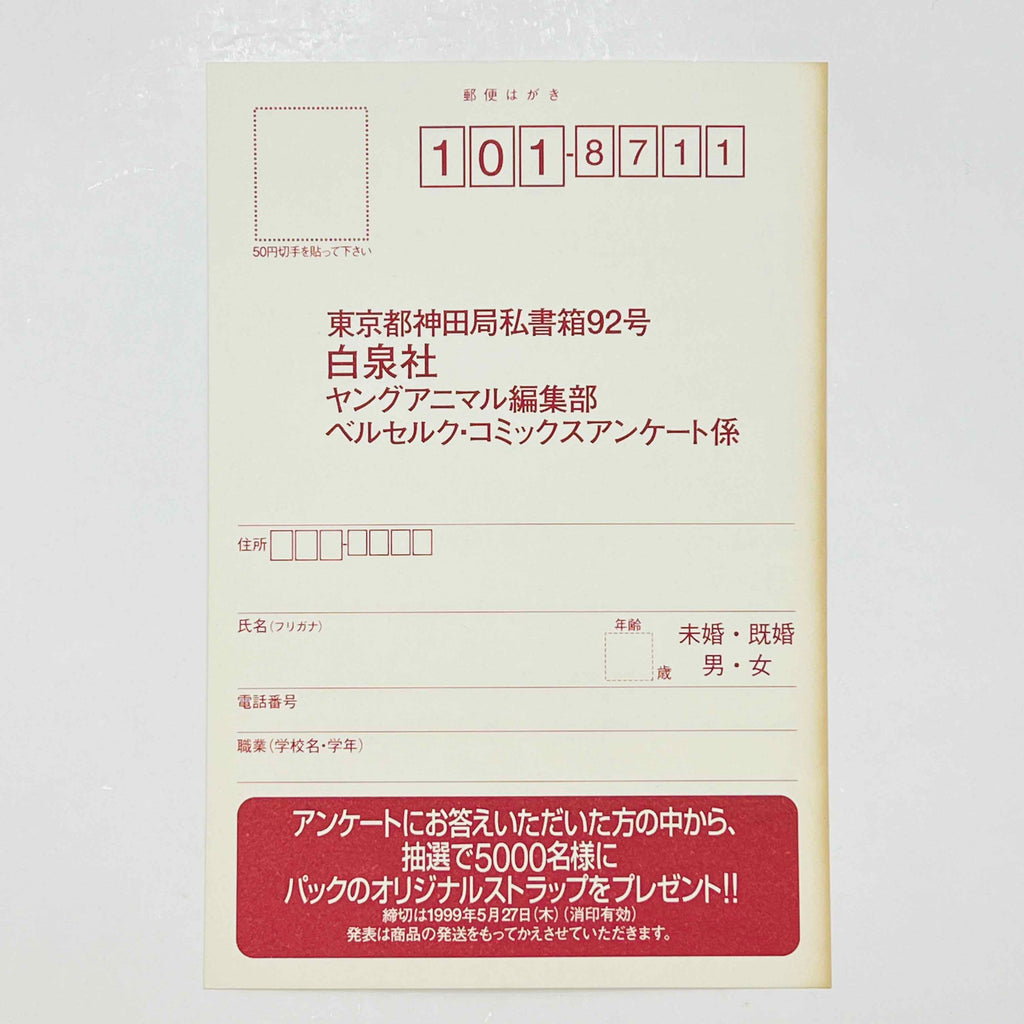 郵便はがき
101-8711
50円切手を貼って下さい
東京都神田局私書箱92号
白泉社
ヤングアニマル編集部
ベルセルク・コミックスアンケート係
住所
氏名(フリガナ)
年齢
歳
未婚・既婚
男・女
電話番号
職業(学校名・学年)
アンケートにお答えいただいた方の中から、
抽選で5000名様に
パックのオリジナルストラップをプレゼント!!
締切は1999年5月27日(木)(消印有効)
発表は商品の発送をもってかえさせていただきます。